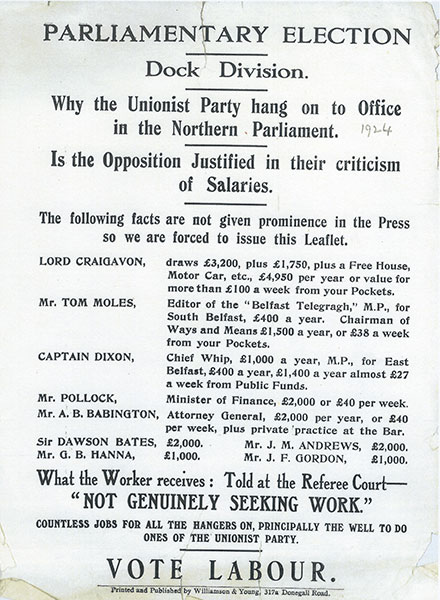 PARLIAMENTARY ELECTION
Dock Division.
Why the Unionist Party hang on to Office
in the Northern Parliament. 1924
Is the Opposition Justified in their criticism
of Salaries.
The following facts are not given prominence in the Press
so we are forced to issue this Leaflet.
LORD CRAIGAVON, draws £3,200, plus £1,750, plus a Free House,
Motor Car, etc., £4,950 per year or value for
more than £100 a week from your Pockets.
Mr. TOM MOLES, Editor of the "Belfast Telegragh," M.P., for
South Belfast, £400 a year. Chairman of
Ways and Means £1,500 a year, or £38 a week
from your Pockets.
CAPTAIN DIXON, Chief Whip, £1,000 a year, M.P., for East
Belfast, £400 a year, £1,400 a year almost £27
a week from Public Funds.
Mr. POLLOCK, Minister of Finance, £2,000 or £40 per week.
Mr. A. B. BABINGTON, Attorney General, £2,000 per year, or £40
per week, plus private practice at the Bar.
Sir DAWSON BATES, £2,000. Mr. J. M. ANDREWS, £2,000.
Mr. G. B. HANNA, £1,000. Mr. J. F. GORDON, £1,000.
What the Worker receives: Told at the Referee Court—
"NOT GENUINELY SEEKING WORK."
COUNTLESS JOBS FOR ALL THE HANGERS ON, PRINCIPALLY THE WELL TO DO
ONES OF THE UNIONIST PARTY.
VOTE LABOUR.
Printed and Published by Williamson & Young, 317a Donegall Road.